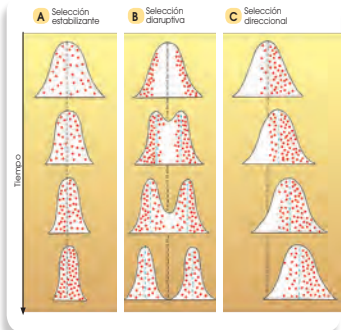 A Selección
estabilizante
B Selección
diaruptiva
C Selección
direccional
Tiempo